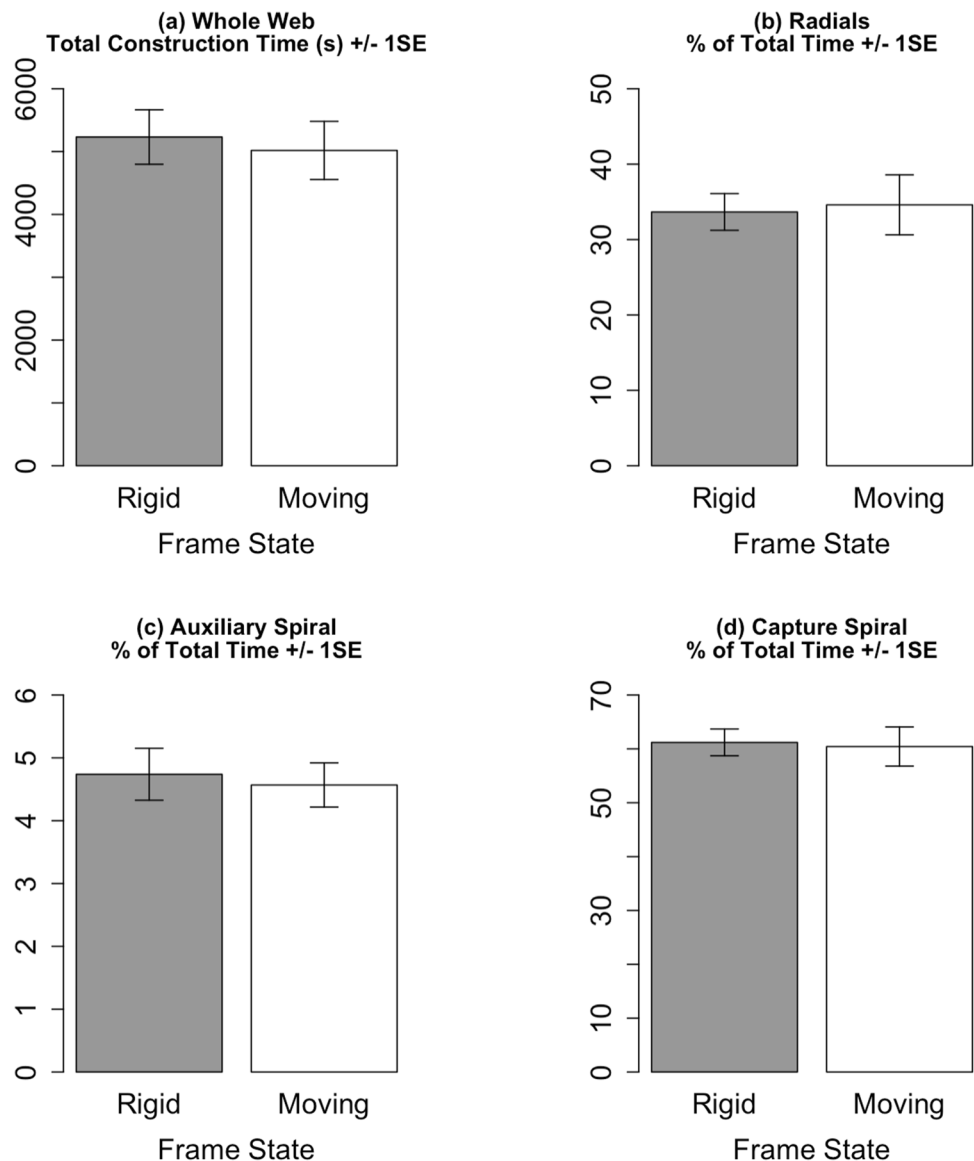 (a) Whole Web
Total Construction Time (s) +/- 1SE
6000
4000
2000
0
Rigid Moving
Frame State
(b) Radials
% of Total Time +/- 1SE
50
40
30
20
10
0
Rigid Moving
Frame State
(c) Auxiliary Spiral
% of Total Time +/- 1SE
6
5
4
3
2
1
0
Rigid Moving
Frame State
(d) Capture Spiral
% of Total Time +/- 1SE
70
50
30
10
0
Rigid Moving
Frame State